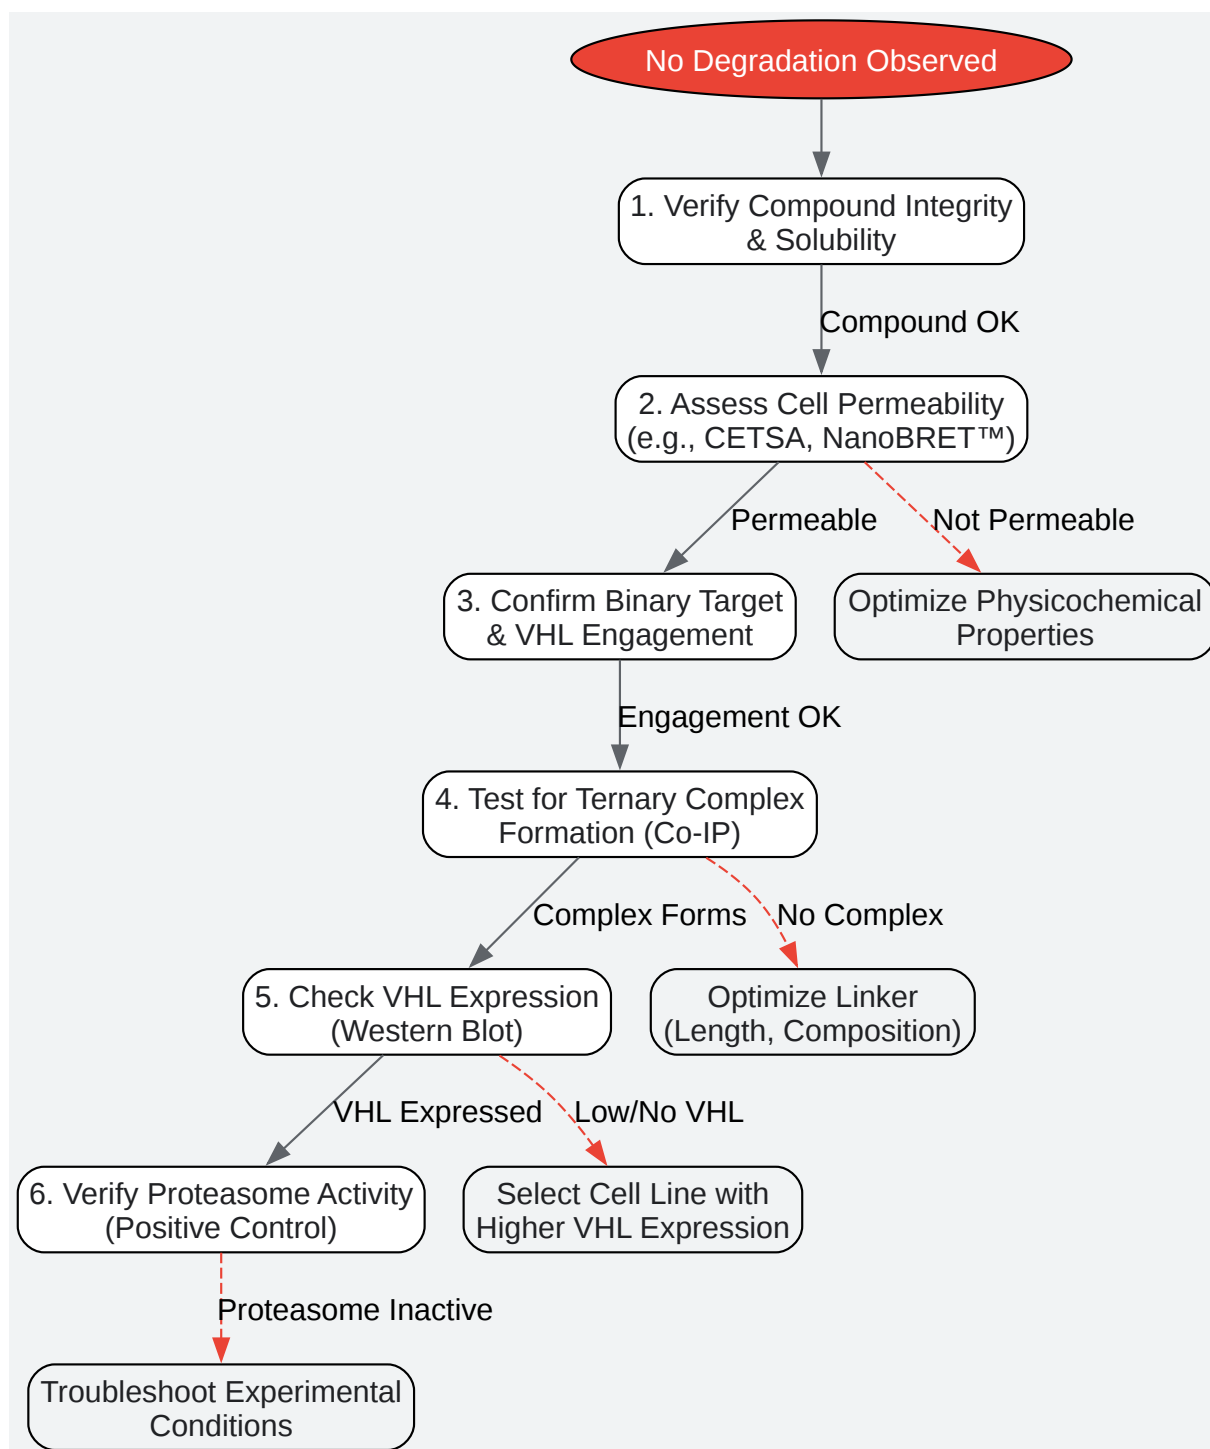 No Degradation Observed
1. Verify Compound Integrity
& Solubility
Compound OK
2. Assess Cell Permeability
(e.g., CETSA, NanoBRET™)
Permeable
Not Permeable
3. Confirm Binary Target
& VHL Engagement
Optimize Physicochemical
Properties
Engagement OK
4. Test for Ternary Complex
Formation (Co-IP)
Complex Forms
No Complex
5. Check VHL Expression
(Western Blot)
Optimize Linker
(Length, Composition)
VHL Expressed
Low/No VHL
6. Verify Proteasome Activity
(Positive Control)
Select Cell Line with
Higher VHL Expression
Proteasome Inactive
Troubleshoot Experimental
Conditions